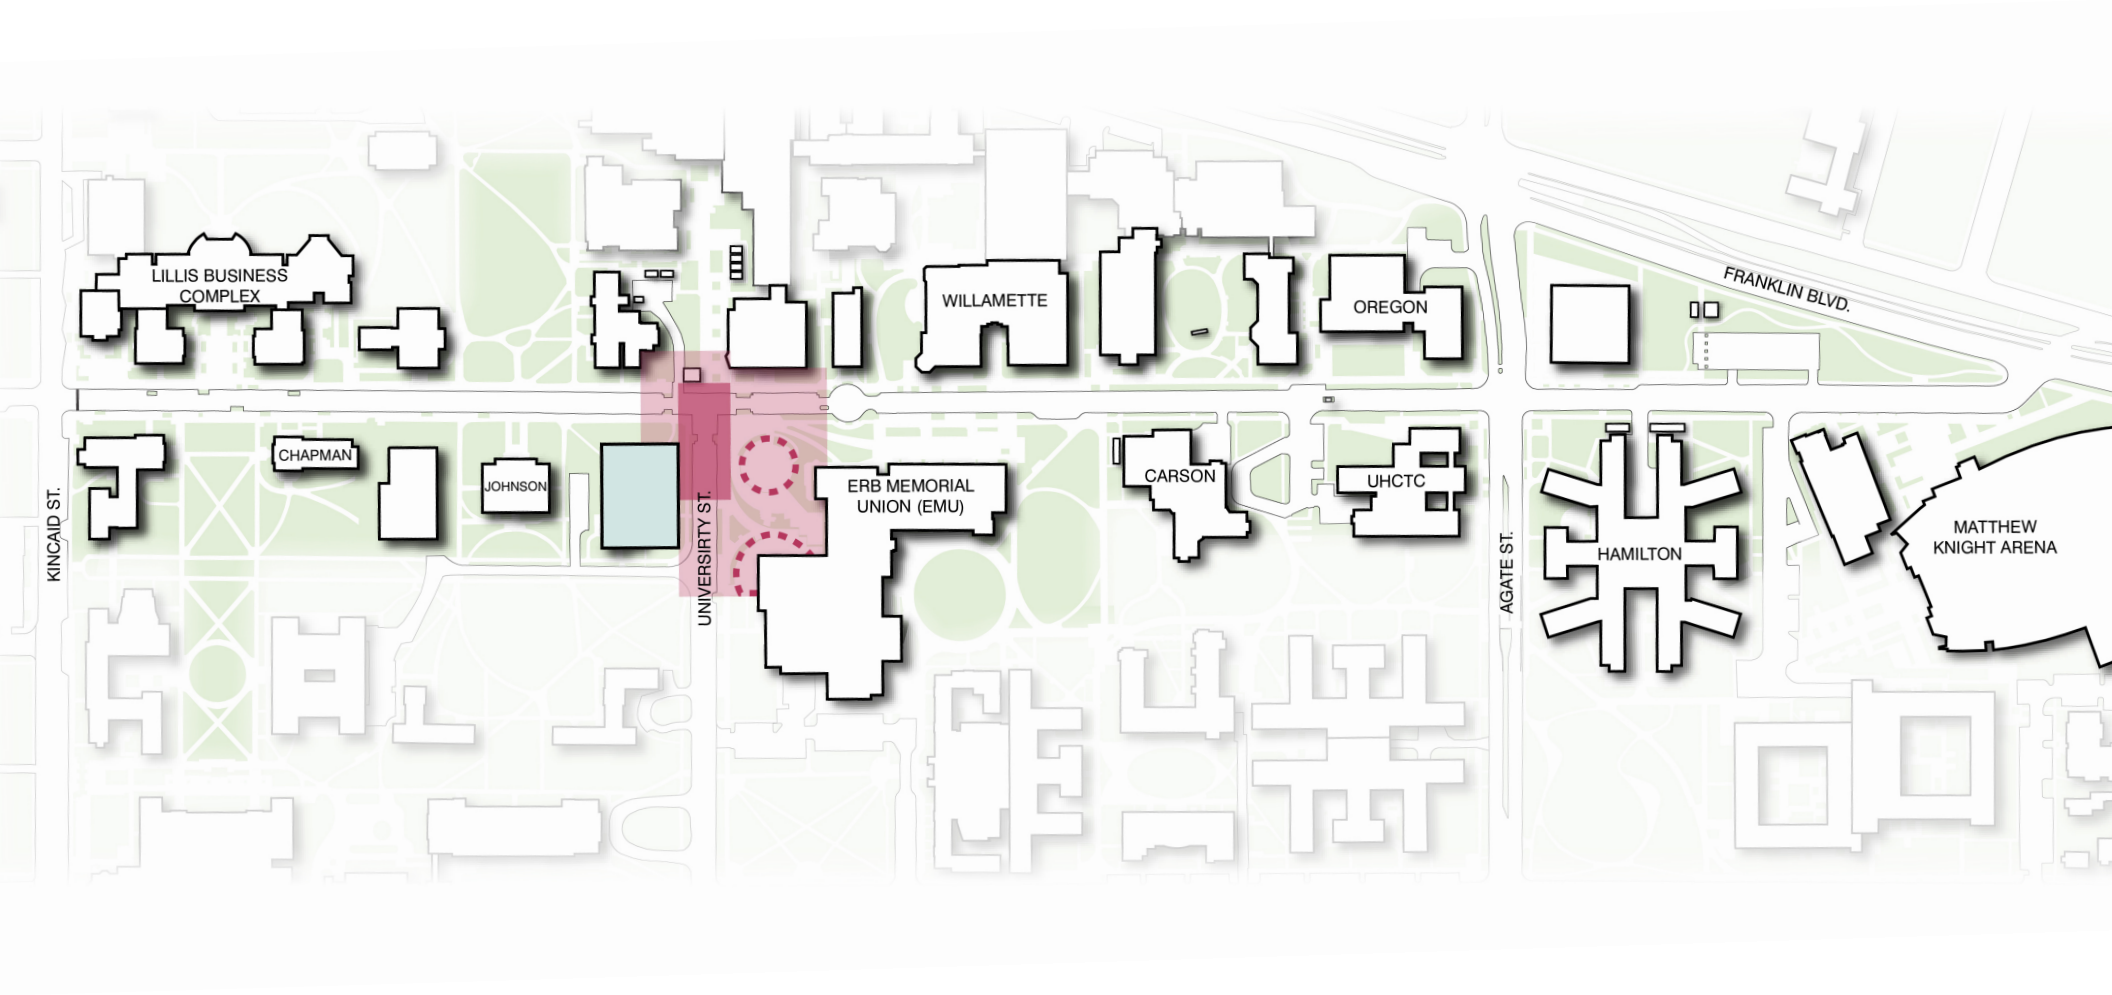 FRANKLIN BLVD.
LILLIS BUSINESS
COMPLEX
WILLAMETTE
OREGON
CHAPMAN
JOHNSON
ERB MEMORIAL
UNION (EMU)
CARSON
UHCTC
KINCAID ST.
UNIVERSIRTY ST.
AGATE ST.
HAMILTON
MATTHEW
KNIGHT ARENA